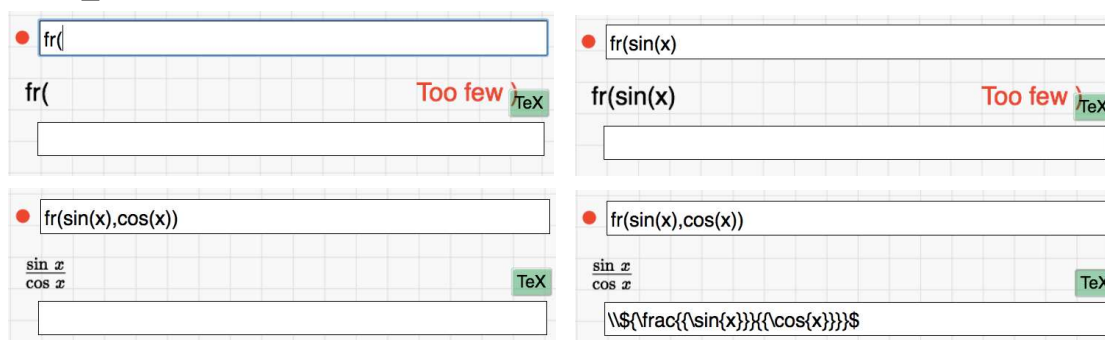 fr(
fr( Too few ) TeX
fr(sin(x)
fr(sin(x) Too few ) TeX
fr(sin(x),cos(x))
sin x
cos x
TeX
fr(sin(x),cos(x))
sin x
cos x
TeX
\\${\frac{{\sin{x}}}{{\cos{x}}}}$